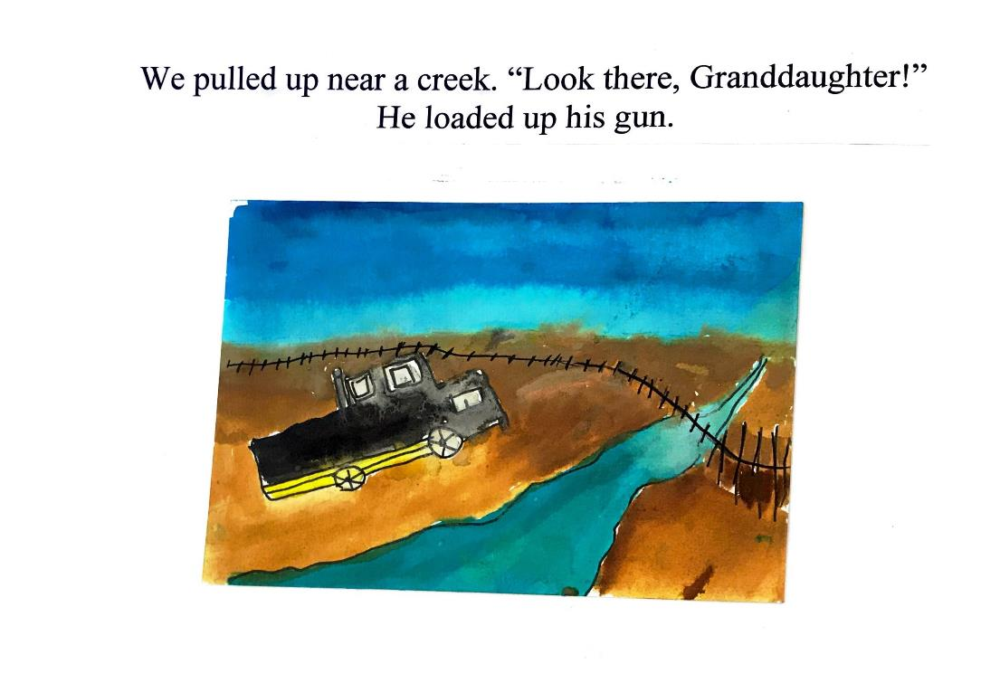 We pulled up near a creek. “Look there, Granddaughter!”
He loaded up his gun.